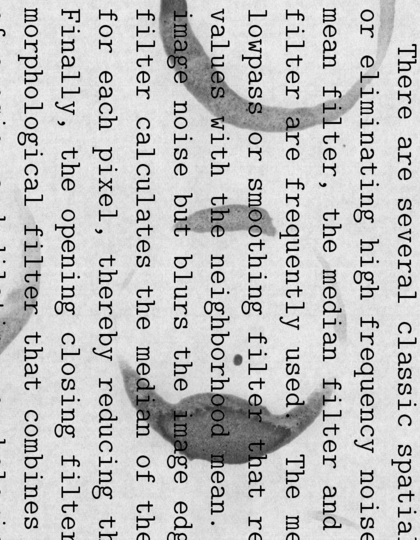 There are several classic spatial
or eliminating high frequency noise
mean filter, the median filter and
filter are frequently used. The me
lowpass or smoothing filter that re
values with the neighborhood mean.
image noise but blurs the image edg
filter calculates the median of the
for each pixel, thereby reducing th
Finally, the opening closing filter
morphological filter that combines